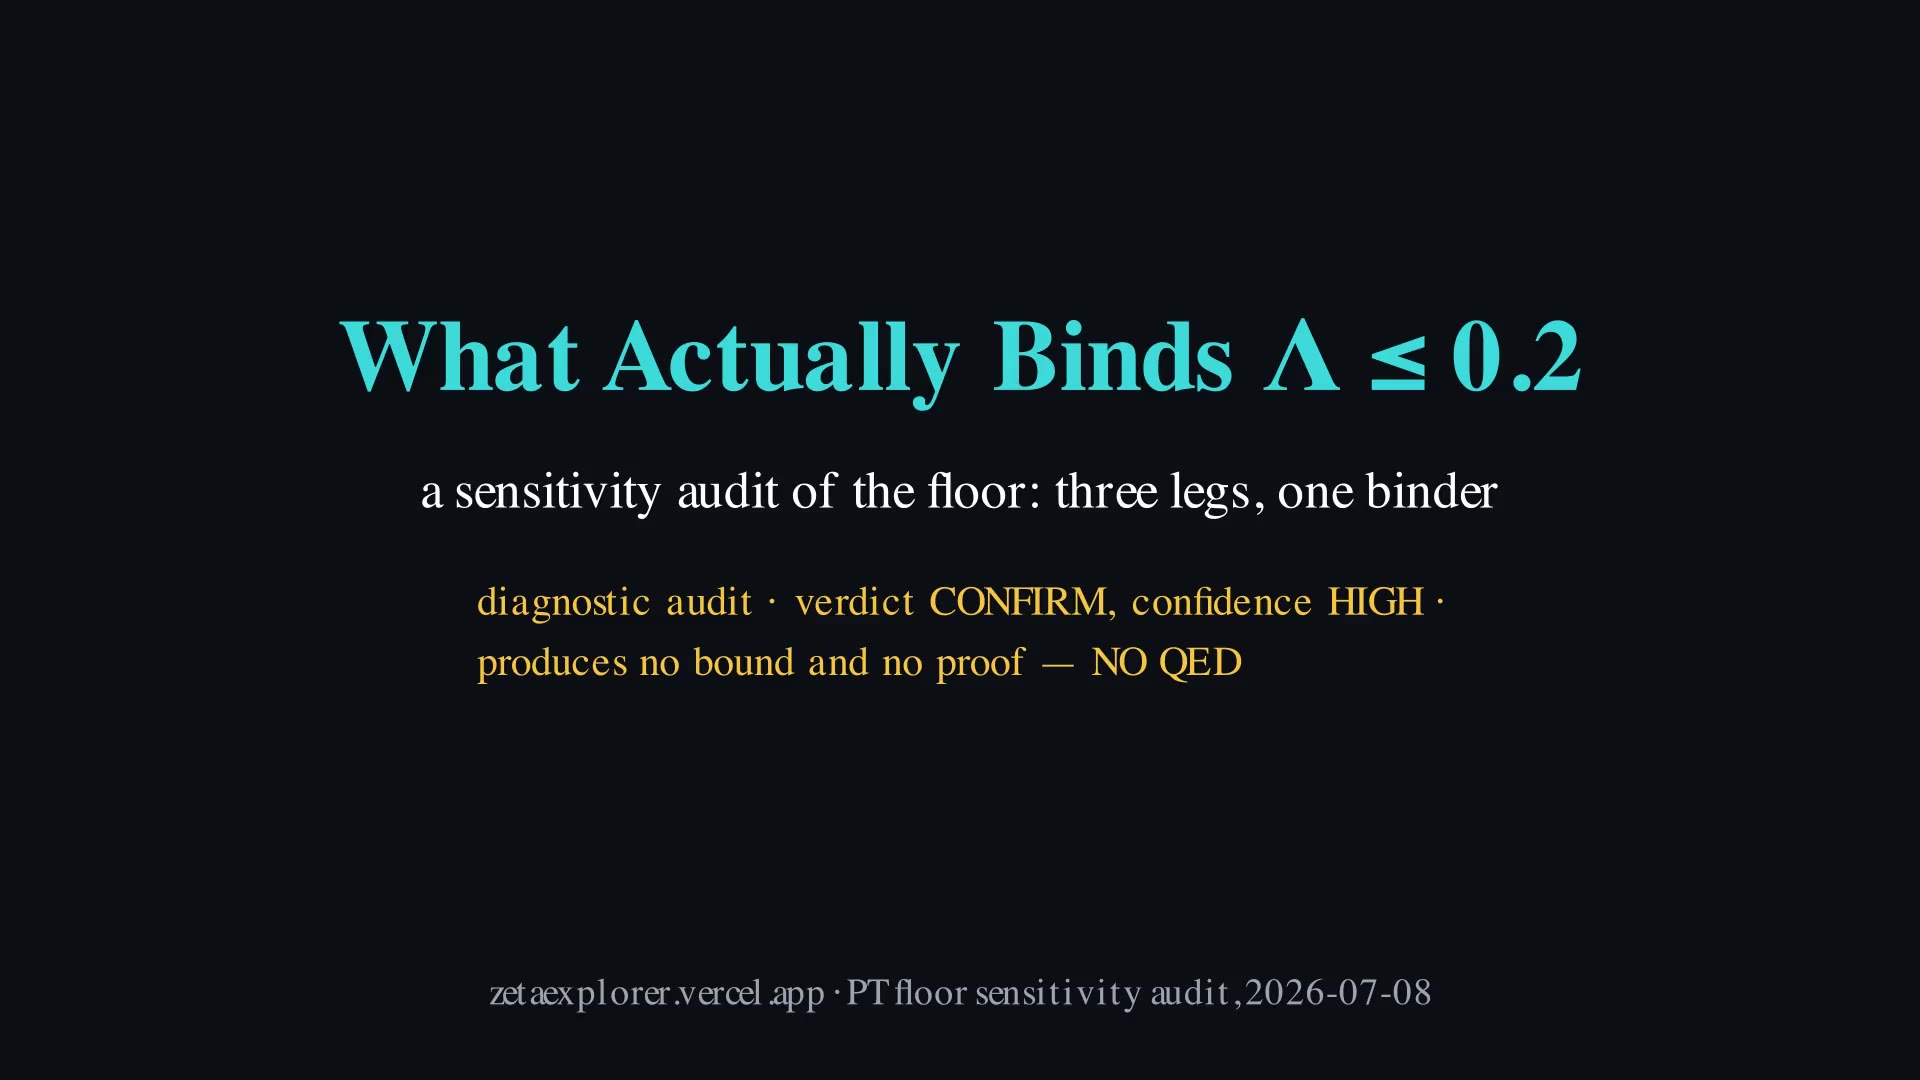 What Actually Binds Λ ≤ 0.2
a sensitivity audit of the floor: three legs, one binder
diagnostic audit · verdict CONFIRM, confidence HIGH ·
produces no bound and no proof — NO QED
zetaexplorer.vercel.app · PT floor sensitivity audit, 2026-07-08